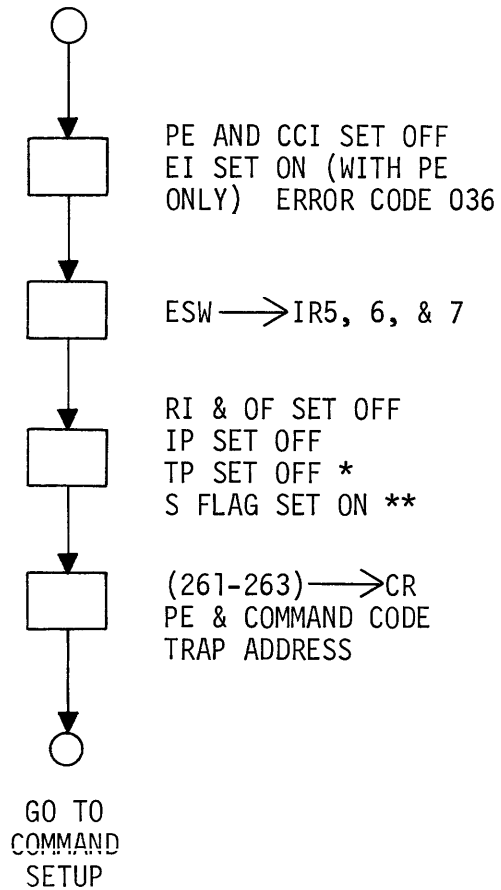 PE AND CCI SET OFF
EI SET ON (WITH PE
ONLY) ERROR CODE 036
ESW → IR5, 6, & 7
RI & OF SET OFF
IP SET OFF
TP SET OFF *
S FLAG SET ON **
(261-263) → CR
PE & COMMAND CODE
TRAP ADDRESS
GO TO
COMMAND
SETUP